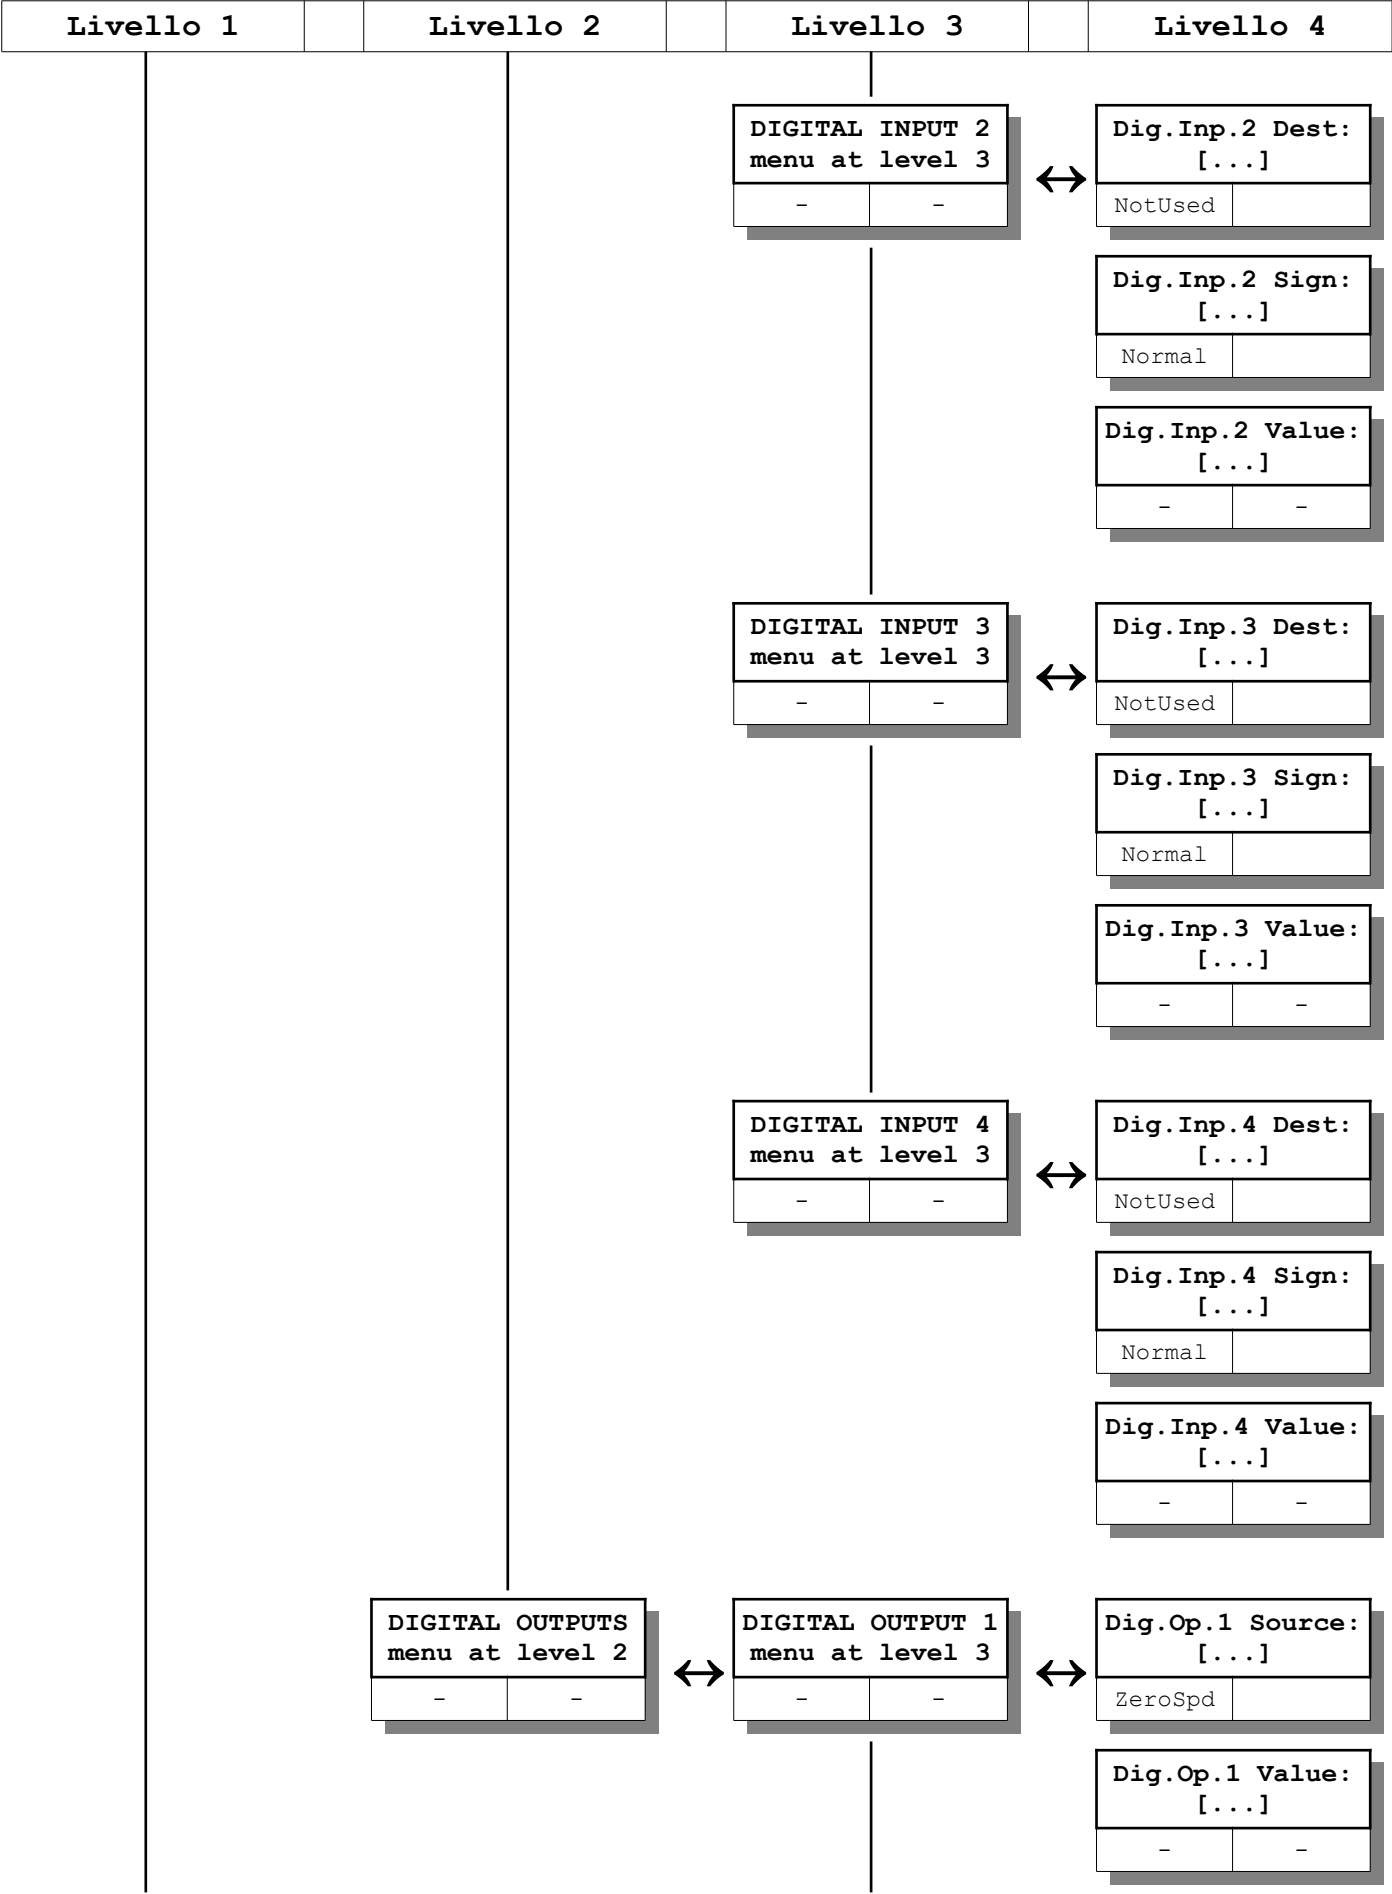 Livello 1 Livello 2 Livello 3 Livello 4
DIGITAL INPUT 2
menu at level 3
- -
Dig.Inp.2 Dest:
[...]
NotUsed
Dig.Inp.2 Sign:
[...]
Normal
Dig.Inp.2 Value:
[...]
- -
DIGITAL INPUT 3
menu at level 3
- -
Dig.Inp.3 Dest:
[...]
NotUsed
Dig.Inp.3 Sign:
[...]
Normal
Dig.Inp.3 Value:
[...]
- -
DIGITAL INPUT 4
menu at level 3
- -
Dig.Inp.4 Dest:
[...]
NotUsed
Dig.Inp.4 Sign:
[...]
Normal
Dig.Inp.4 Value:
[...]
- -
DIGITAL OUTPUTS
menu at level 2
- -
DIGITAL OUTPUT 1
menu at level 3
- -
Dig.Op.1 Source:
[...]
ZeroSpd
Dig.Op.1 Value:
[...]
- -